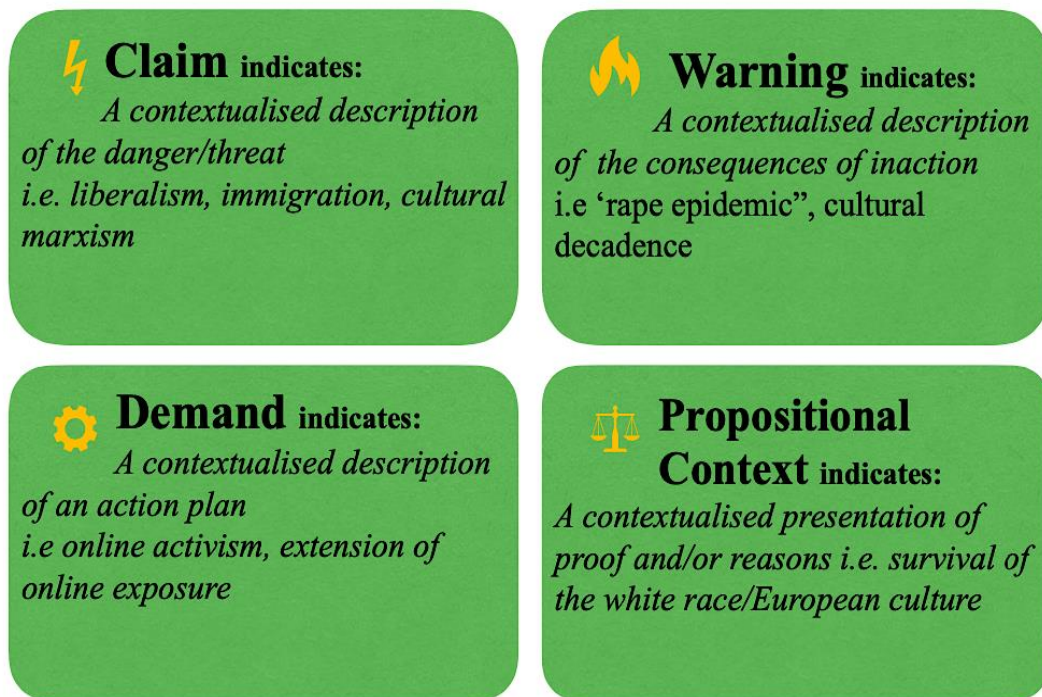 Claim indicates:
A contextualised description
of the danger/threat
i.e. liberalism, immigration, cultural
marxism
Warning indicates:
A contextualised description
of the consequences of inaction
i.e ‘rape epidemic”, cultural
decadence
Demand indicates:
A contextualised description
of an action plan
i.e online activism, extension of
online exposure
Propositional
Context indicates:
A contextualised presentation of
proof and/or reasons i.e. survival of
the white race/European culture